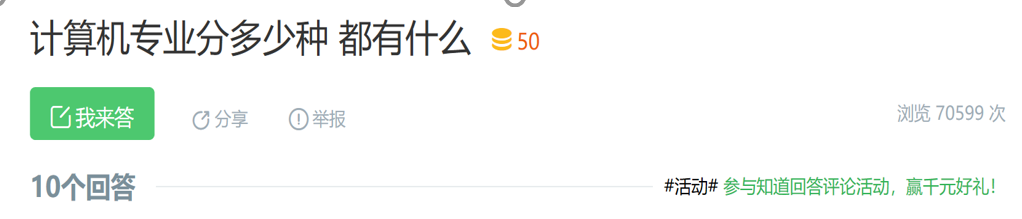 计算机专业分多少种 都有什么 50
我来答 分享 举报 浏览 70599 次
10个回答 #活动# 参与知道回答评论活动，赢千元好礼！